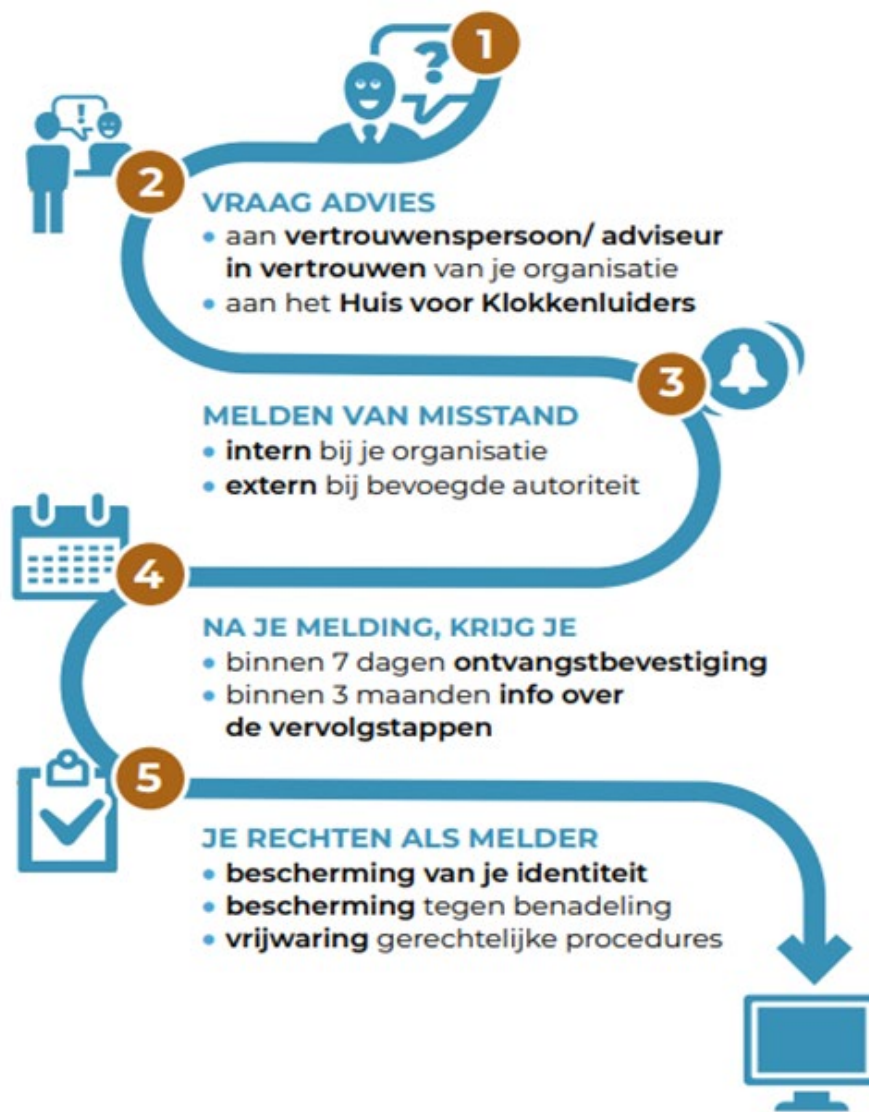 1
?
!
2
VRAAG ADVIES
• aan vertrouwenspersoon/ adviseur
in vertrouwen van je organisatie
• aan het Huis voor Klokkenluiders
3
MELDEN VAN MISSTAND
• intern bij je organisatie
• extern bij bevoegde autoriteit
4
NA JE MELDING, KRIJG JE
• binnen 7 dagen ontvangstbevestiging
• binnen 3 maanden info over
de vervolgstappen
5
JE RECHTEN ALS MELDER
• bescherming van je identiteit
• bescherming tegen benadeling
• vrijwaring gerechtelijke procedures